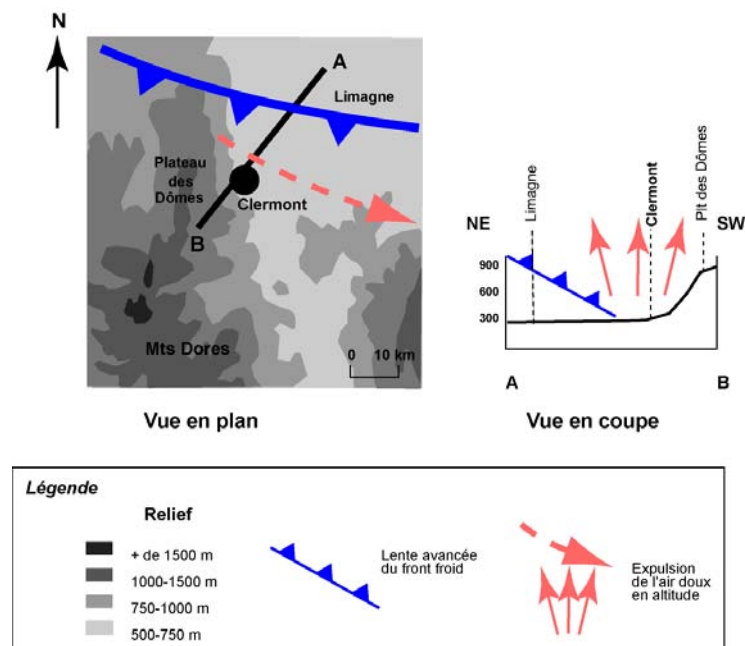 N
A
Limagne
Plateau
des
Dômes
Clermont
B
Mts Dores
0 10 km
Vue en plan
NE
Limagne
Clermont
Plt des Dômes
SW
900
600
300
A
B
Vue en coupe
Légende
Relief
+ de 1500 m
1000-1500 m
750-1000 m
500-750 m
Lente avancée
du front froid
Expulsion
de l'air doux
en altitude